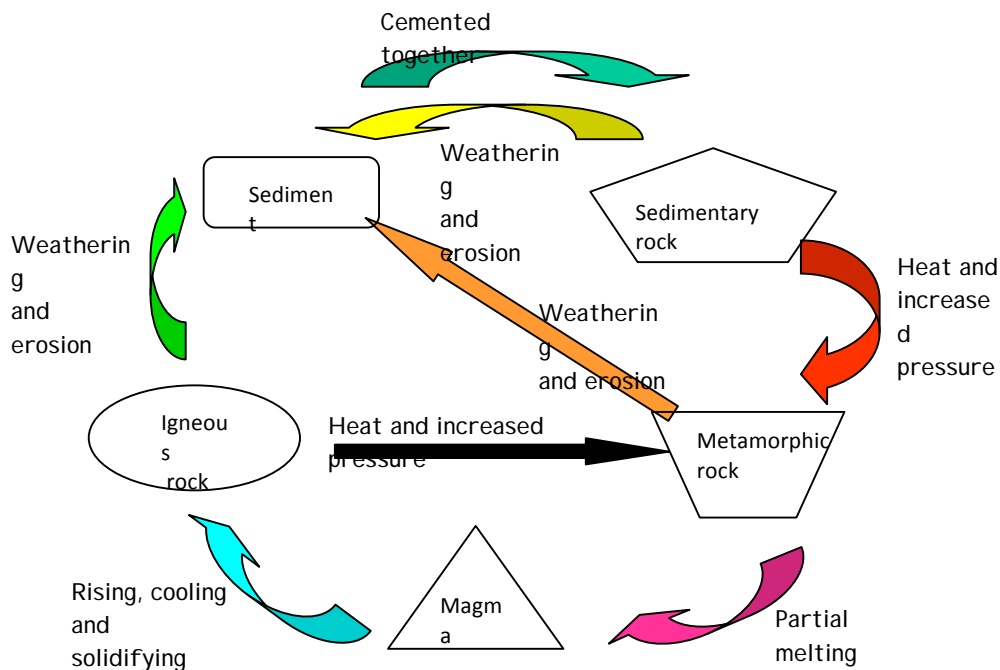 Cemented
together
Weatherin
g
and
erosion
Sedimen
t
Sedimentary
rock
Weatherin
g
and
erosion
Heat and
increase
d
pressure
Weatherin
g
and erosion
Igneou
s
rock
Heat and increased
pressure
Metamorphic
rock
Rising, cooling
and
solidifying
Magm
a
Partial
melting